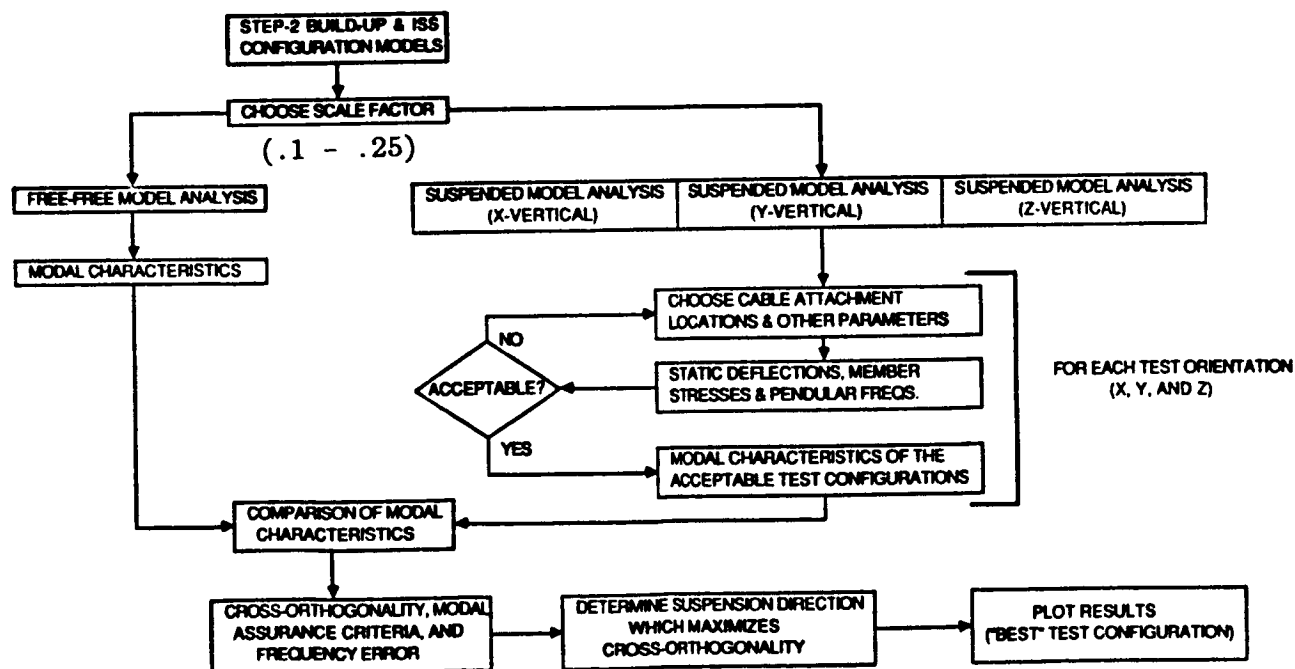 STEP-2 BUILD-UP & ISS
CONFIGURATION MODELS
CHOOSE SCALE FACTOR
(.1 - .25)
FREE-FREE MODEL ANALYSIS
MODAL CHARACTERISTICS
SUSPENDED MODEL ANALYSIS
(X-VERTICAL)
SUSPENDED MODEL ANALYSIS
(Y-VERTICAL)
SUSPENDED MODEL ANALYSIS
(Z-VERTICAL)
CHOOSE CABLE ATTACHMENT
LOCATIONS & OTHER PARAMETERS
NO
ACCEPTABLE?
STATIC DEFLECTIONS, MEMBER
STRESSES & PENDULAR FREQS.
YES
MODAL CHARACTERISTICS OF THE
ACCEPTABLE TEST CONFIGURATIONS
FOR EACH TEST ORIENTATION
(X, Y, AND Z)
COMPARISON OF MODAL
CHARACTERISTICS
CROSS-ORTHOGONALITY, MODAL
ASSURANCE CRITERIA, AND
FREQUENCY ERROR
DETERMINE SUSPENSION DIRECTION
WHICH MAXIMIZES
CROSS-ORTHOGONALITY
PLOT RESULTS
("BEST" TEST CONFIGURATION)